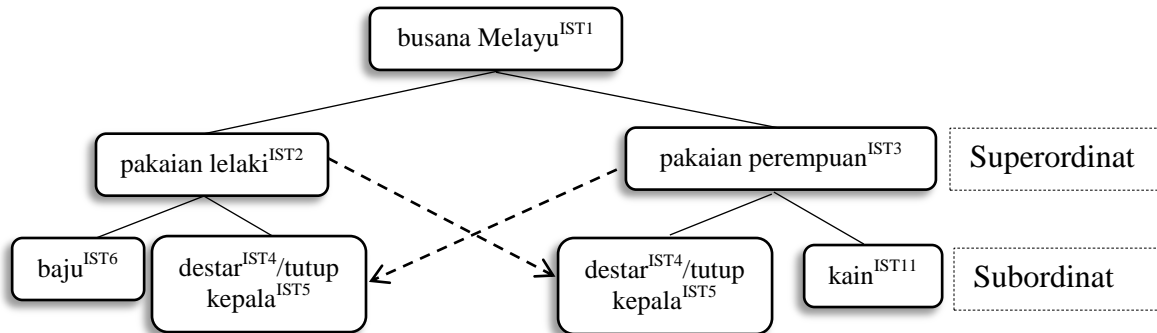 busana Melayu^IST1
pakaian lelaki^IST2
pakaian perempuan^IST3
Superordinat
baju^IST6
destar^IST4/tutup
kepala^IST5
destar^IST4/tutup
kepala^IST5
kain^IST11
Subordinat